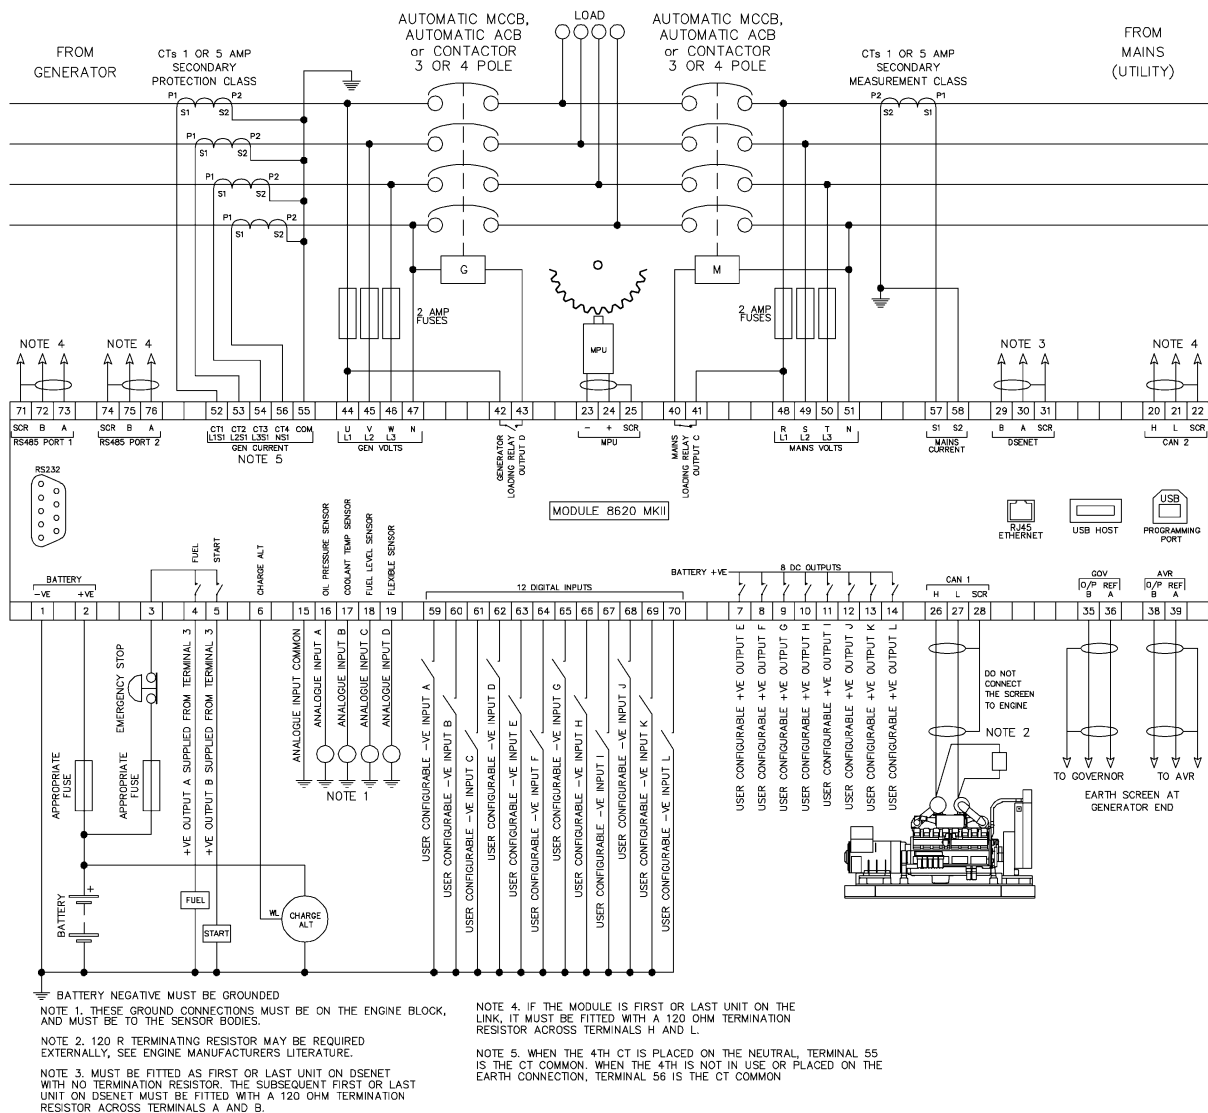 FROM
GENERATOR
CTs 1 OR 5 AMP
SECONDARY
PROTECTION CLASS
AUTOMATIC MCCB,
AUTOMATIC ACB
or CONTACTOR
3 OR 4 POLE
LOAD
AUTOMATIC MCCB,
AUTOMATIC ACB
or CONTACTOR
3 OR 4 POLE
CTs 1 OR 5 AMP
SECONDARY
MEASUREMENT CLASS
FROM
MAINS
(UTILITY)
P1 P2
S1 S2
P1 P2
S1 S2
P1 P2
S1 S2
P1 P2
S1 S2
P2 P1
S2 S1
G
M
2 AMP
FUSES
MPU
2 AMP
FUSES
NOTE 4
NOTE 4
NOTE 3
NOTE 4
71 72 73 74 75 76 52 53 54 56 55 44 45 46 47 42 43 23 24 25 40 41 48 49 50 51 57 58 29 30 31 20 21 22
SCR B A
RS485 PORT 1
SCR B A
RS485 PORT 2
CT1 CT2 CT3 CT4 COM
L1S1 L2S1 L3S1 NS1
GEN CURRENT
NOTE 5
U V W N
L1 L2 L3
GEN VOLTS
GENERATOR
LOADING RELAY
OUTPUT D
– + SCR
MPU
MAINS
LOADING RELAY
OUTPUT C
R S T N
L1 L2 L3
MAINS VOLTS
S1 S2
MAINS
CURRENT
B A SCR
DSENET
H L SCR
CAN 2
RS232
MODULE 8620 MKII
RJ45
ETHERNET
USB HOST
USB
PROGRAMMING
PORT
BATTERY
–VE +VE
FUEL
START
CHARGE ALT
OIL PRESSURE SENSOR
COOLANT TEMP SENSOR
FUEL LEVEL SENSOR
FLEXIBLE SENSOR
12 DIGITAL INPUTS
BATTERY +VE
8 DC OUTPUTS
CAN 1
H L SCR
GOV
O/P REF
B A
AVR
O/P REF
B A
1 2 3 4 5 6 15 16 17 18 19 59 60 61 62 63 64 65 66 67 68 69 70 7 8 9 10 11 12 13 14 26 27 28 35 36 38 39
EMERGENCY STOP
APPROPRIATE
FUSE
APPROPRIATE
FUSE
+VE OUTPUT A SUPPLIED FROM TERMINAL 3
+VE OUTPUT B SUPPLIED FROM TERMINAL 3
ANALOGUE INPUT COMMON
ANALOGUE INPUT A
ANALOGUE INPUT B
ANALOGUE INPUT C
ANALOGUE INPUT D
NOTE 1
USER CONFIGURABLE –VE INPUT A
USER CONFIGURABLE –VE INPUT B
USER CONFIGURABLE –VE INPUT C
USER CONFIGURABLE –VE INPUT D
USER CONFIGURABLE –VE INPUT E
USER CONFIGURABLE –VE INPUT F
USER CONFIGURABLE –VE INPUT G
USER CONFIGURABLE –VE INPUT H
USER CONFIGURABLE –VE INPUT I
USER CONFIGURABLE –VE INPUT J
USER CONFIGURABLE –VE INPUT K
USER CONFIGURABLE –VE INPUT L
USER CONFIGURABLE +VE OUTPUT E
USER CONFIGURABLE +VE OUTPUT F
USER CONFIGURABLE +VE OUTPUT G
USER CONFIGURABLE +VE OUTPUT H
USER CONFIGURABLE +VE OUTPUT I
USER CONFIGURABLE +VE OUTPUT J
USER CONFIGURABLE +VE OUTPUT K
USER CONFIGURABLE +VE OUTPUT L
DO NOT
CONNECT
THE SCREEN
TO ENGINE
NOTE 2
TO GOVERNOR
TO AVR
EARTH SCREEN AT
GENERATOR END
+
BATTERY
–
FUEL
START
WL
CHARGE
ALT
BATTERY NEGATIVE MUST BE GROUNDED
NOTE 1. THESE GROUND CONNECTIONS MUST BE ON THE ENGINE BLOCK,
AND MUST BE TO THE SENSOR BODIES.
NOTE 2. 120 R TERMINATING RESISTOR MAY BE REQUIRED
EXTERNALLY, SEE ENGINE MANUFACTURERS LITERATURE.
NOTE 3. MUST BE FITTED AS FIRST OR LAST UNIT ON DSENET
WITH NO TERMINATION RESISTOR. THE SUBSEQUENT FIRST OR LAST
UNIT ON DSENET MUST BE FITTED WITH A 120 OHM TERMINATION
RESISTOR ACROSS TERMINALS A AND B.
NOTE 4. IF THE MODULE IS FIRST OR LAST UNIT ON THE
LINK, IT MUST BE FITTED WITH A 120 OHM TERMINATION
RESISTOR ACROSS TERMINALS H AND L.
NOTE 5. WHEN THE 4TH CT IS PLACED ON THE NEUTRAL, TERMINAL 55
IS THE CT COMMON. WHEN THE 4TH IS NOT IN USE OR PLACED ON THE
EARTH CONNECTION, TERMINAL 56 IS THE CT COMMON